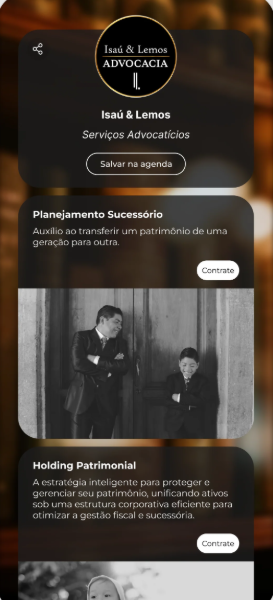 Isaú & Lemos
ADVOCACIA
Isaú & Lemos
Serviços Advocatícios
Salvar na agenda
Planejamento Sucessório
Auxílio ao transferir um patrimônio de uma
geração para outra.
Contrate
Holding Patrimonial
A estratégia inteligente para proteger e
gerenciar seu patrimônio, unificando ativos
sob uma estrutura corporativa eficiente para
otimizar a gestão fiscal e sucessória.
Contrate